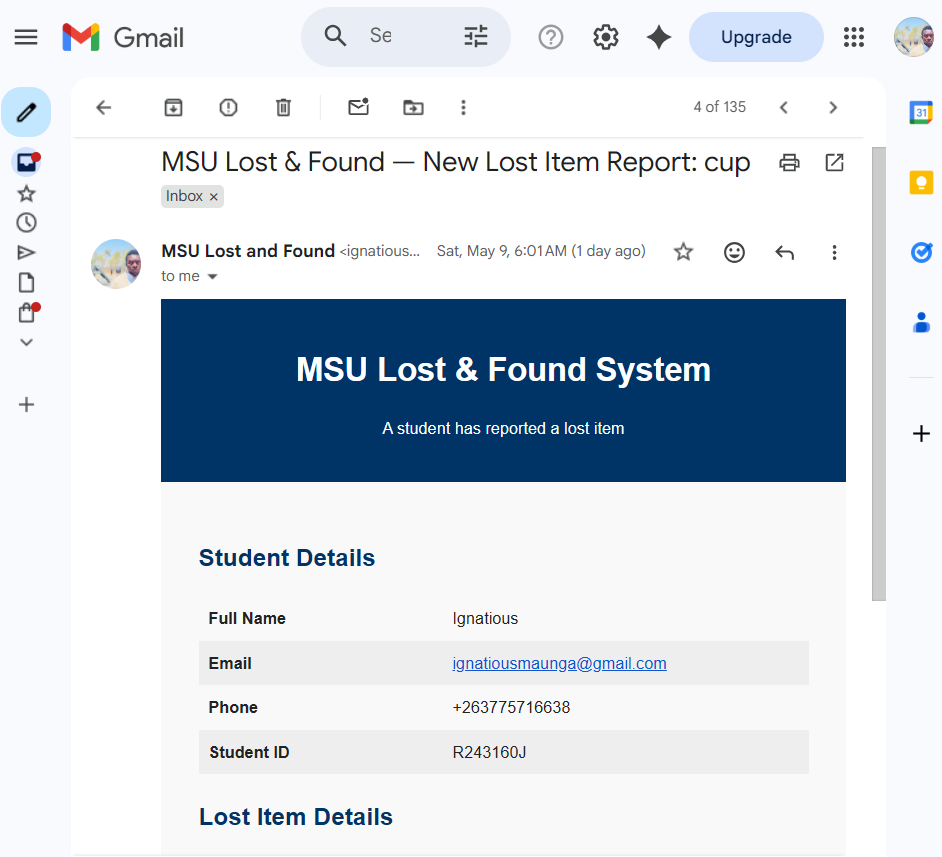 Gmail
Se
Upgrade
4 of 135
31
MSU Lost & Found — New Lost Item Report: cup
Inbox ×
MSU Lost and Found <ignatious... Sat, May 9, 6:01 AM (1 day ago)
to me
MSU Lost & Found System
A student has reported a lost item
Student Details
Full Name Ignatious
Email ignatiousmaunga@gmail.com
Phone +263775716638
Student ID R243160J
Lost Item Details